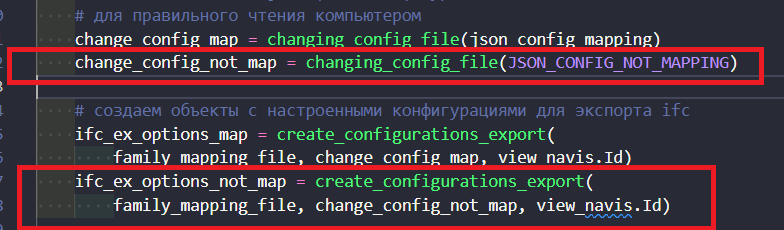 # для правильного чтения компьютером
change_config_map = changing_config_file(json_config_mapping)
change_config_not_map = changing_config_file(JSON_CONFIG_NOT_MAPPING)
# создаем объекты с настроенными конфигурациями для экспорта ifc
ifc_ex_options_map = create_configurations_export(
family_mapping_file, change_config_map, view_navis.Id)
ifc_ex_options_not_map = create_configurations_export(
family_mapping_file, change_config_not_map, view_navis.Id)